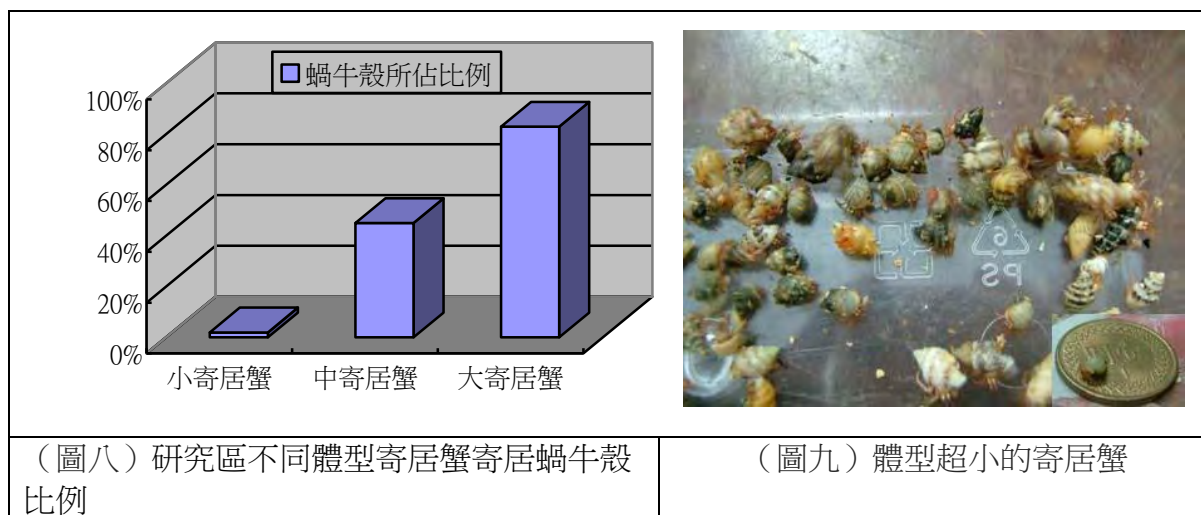 蝸牛殼所佔比例
100%
80%
60%
40%
20%
0%
小寄居蟹 中寄居蟹 大寄居蟹
6
PS
（圖八）研究區不同體型寄居蟹寄居蝸牛殼
比例
（圖九）體型超小的寄居蟹